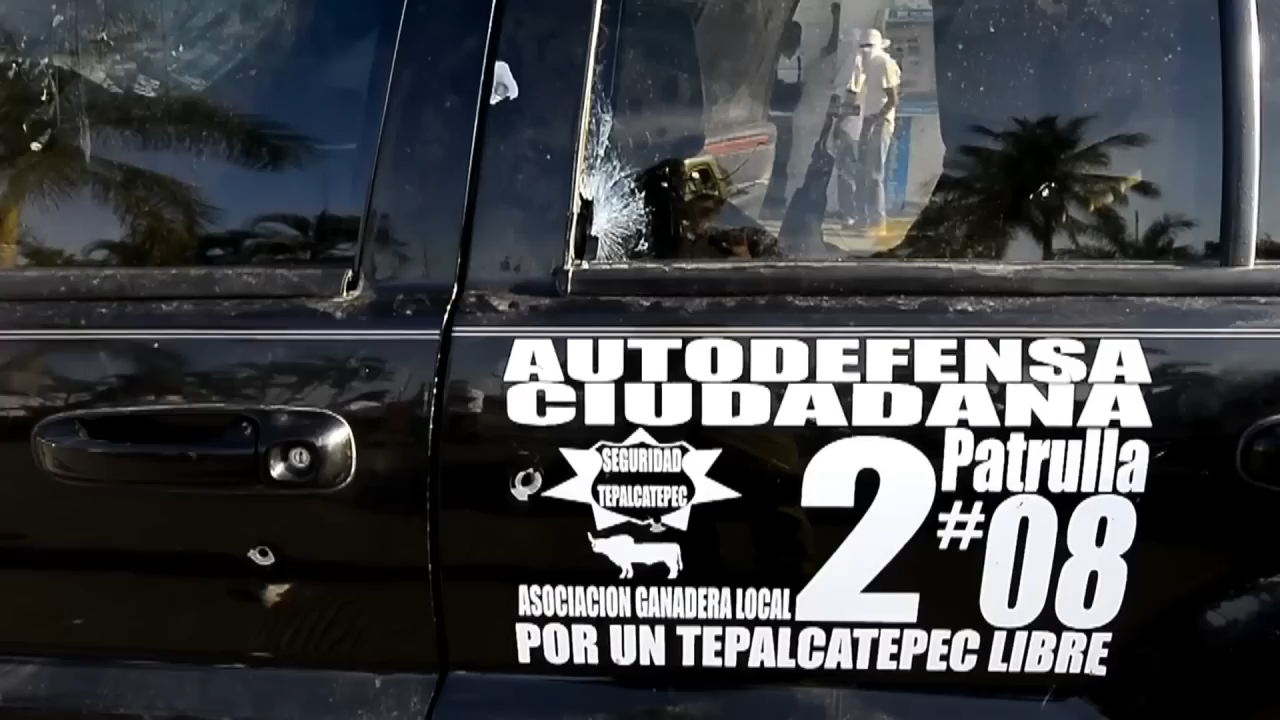 AUTODEFENSA
CIUDADANA
SEGURIDAD
TEPALCATEPEC
2
Patrulla
#08
ASOCIACION GANADERA LOCAL
POR UN TEPALCATEPEC LIBRE